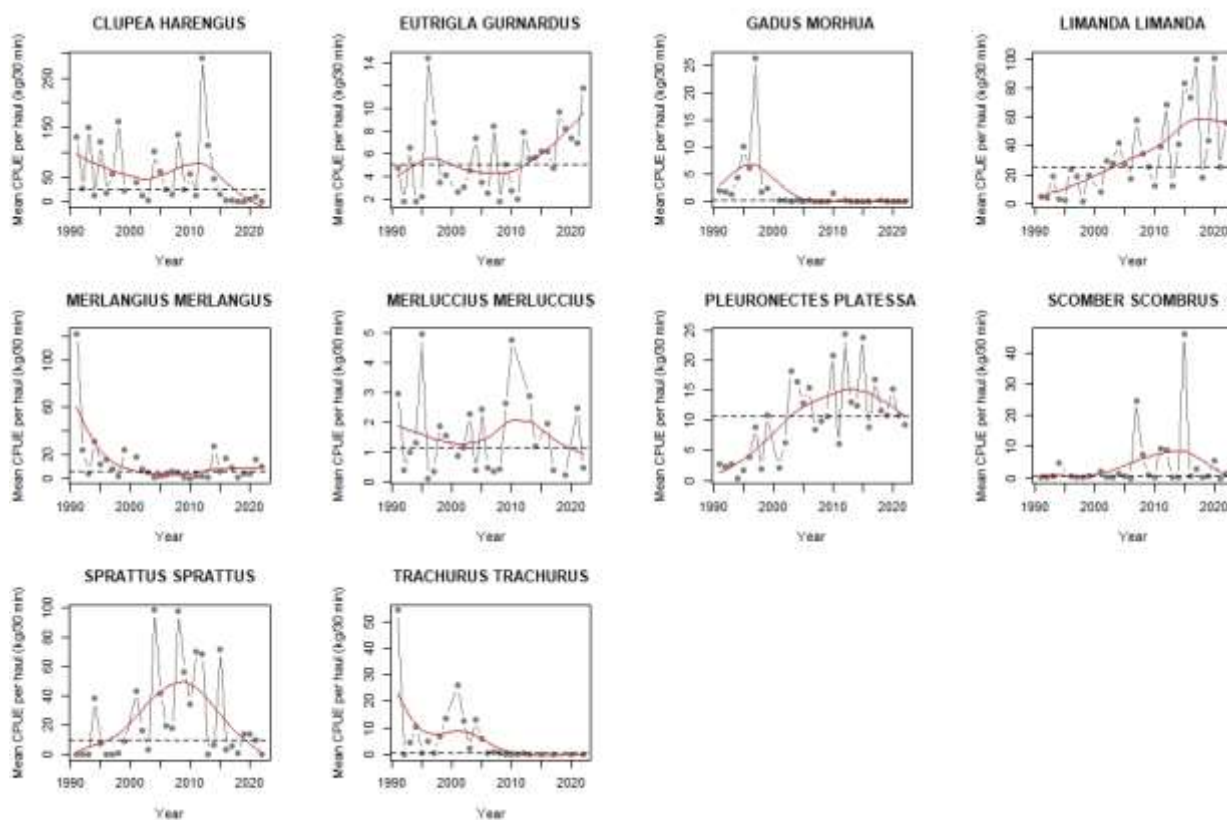 CLUPEA HARENGUS
Mean CPUE per haul (kg/30 min)
0 50 150 250
1990 2000 2010 2020
Year
EUTRIGLA GURNARDUS
Mean CPUE per haul (kg/30 min)
2 4 6 8 10 14
1990 2000 2010 2020
Year
GADUS MORHUA
Mean CPUE per haul (kg/30 min)
0 5 10 15 20 25
1990 2000 2010 2020
Year
LIMANDA LIMANDA
Mean CPUE per haul (kg/30 min)
0 20 40 60 80 100
1990 2000 2010 2020
Year
MERLANGIUS MERLANGUS
Mean CPUE per haul (kg/30 min)
0 20 60 100
1990 2000 2010 2020
Year
MERLUCCIUS MERLUCCIUS
Mean CPUE per haul (kg/30 min)
0 1 2 3 4 5
1990 2000 2010 2020
Year
PLEURONECTES PLATESSA
Mean CPUE per haul (kg/30 min)
0 5 10 15 20 25
1990 2000 2010 2020
Year
SCOMBER SCOMBRUS
Mean CPUE per haul (kg/30 min)
0 10 20 30 40
1990 2000 2010 2020
Year
SPRATTUS SPRATTUS
Mean CPUE per haul (kg/30 min)
0 20 40 60 80 100
1990 2000 2010 2020
Year
TRACHURUS TRACHURUS
Mean CPUE per haul (kg/30 min)
0 10 20 30 40 50
1990 2000 2010 2020
Year